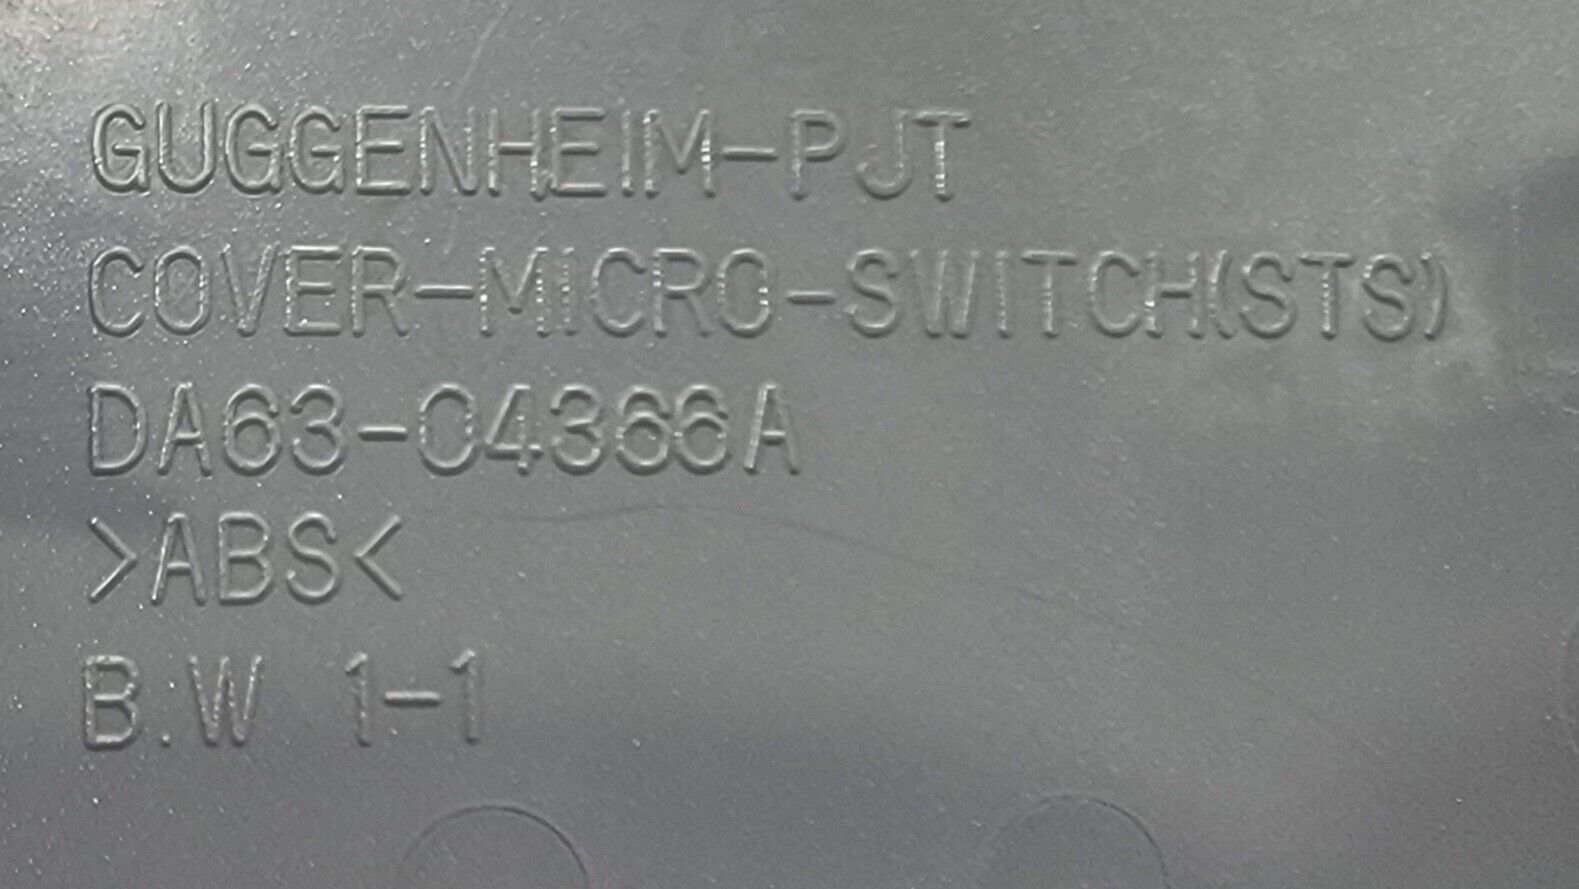 GUGGENHEIM-PJT
COVER-MICRO-SWITCH(STS)
DA63-04366A
>ABS<
B.W 1-1